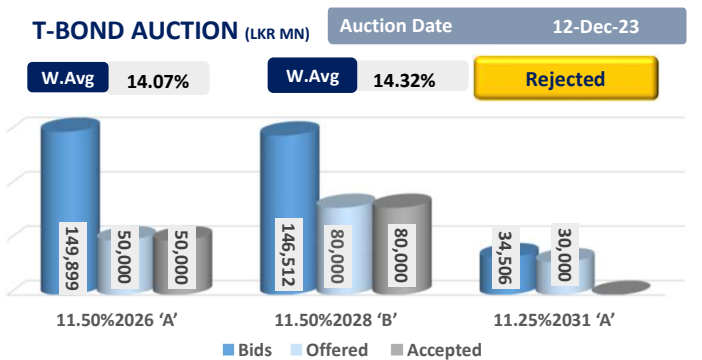 T-BOND AUCTION (LKR MN)
Auction Date 12-Dec-23
W.Avg 14.07%
W.Avg 14.32%
Rejected
149,899
50,000
50,000
146,512
80,000
80,000
34,506
30,000
11.50%2026 ‘A’
11.50%2028 ‘B’
11.25%2031 ‘A’
Bids Offered Accepted